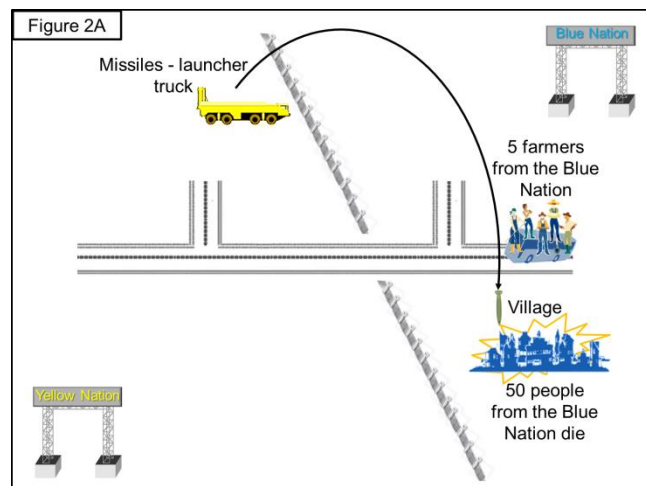 Figure 2A
Blue Nation
Missiles - launcher
truck
5 farmers
from the Blue
Nation
Village
50 people
from the Blue
Nation die
Yellow Nation